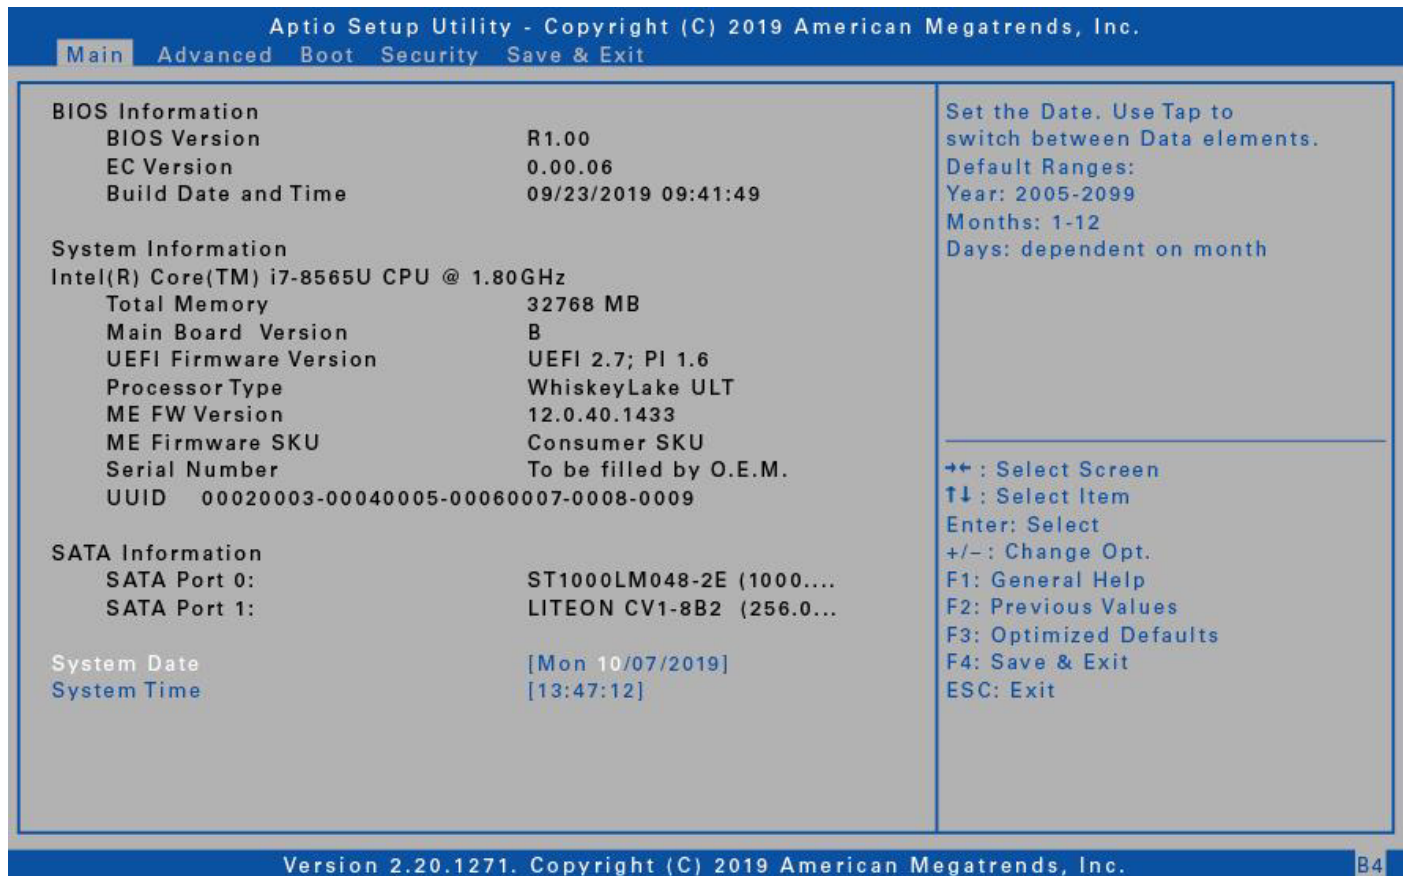 Aptio Setup Utility - Copyright (C) 2019 American Megatrends, Inc.
Main Advanced Boot Security Save & Exit
BIOS Information
BIOS Version R1.00
EC Version 0.00.06
Build Date and Time 09/23/2019 09:41:49
System Information
Intel(R) Core(TM) i7-8565U CPU @ 1.80GHz
Total Memory 32768 MB
Main Board Version B
UEFI Firmware Version UEFI 2.7; PI 1.6
Processor Type WhiskeyLake ULT
ME FW Version 12.0.40.1433
ME Firmware SKU Consumer SKU
Serial Number To be filled by O.E.M.
UUID 00020003-00040005-00060007-0008-0009
SATA Information
SATA Port 0: ST1000LM048-2E (1000....
SATA Port 1: LITEON CV1-8B2 (256.0...
System Date [Mon 10/07/2019]
System Time [13:47:12]
Set the Date. Use Tap to
switch between Data elements.
Default Ranges:
Year: 2005-2099
Months: 1-12
Days: dependent on month
→← : Select Screen
↑↓ : Select Item
Enter: Select
+/– : Change Opt.
F1: General Help
F2: Previous Values
F3: Optimized Defaults
F4: Save & Exit
ESC: Exit
Version 2.20.1271. Copyright (C) 2019 American Megatrends, Inc.
B4